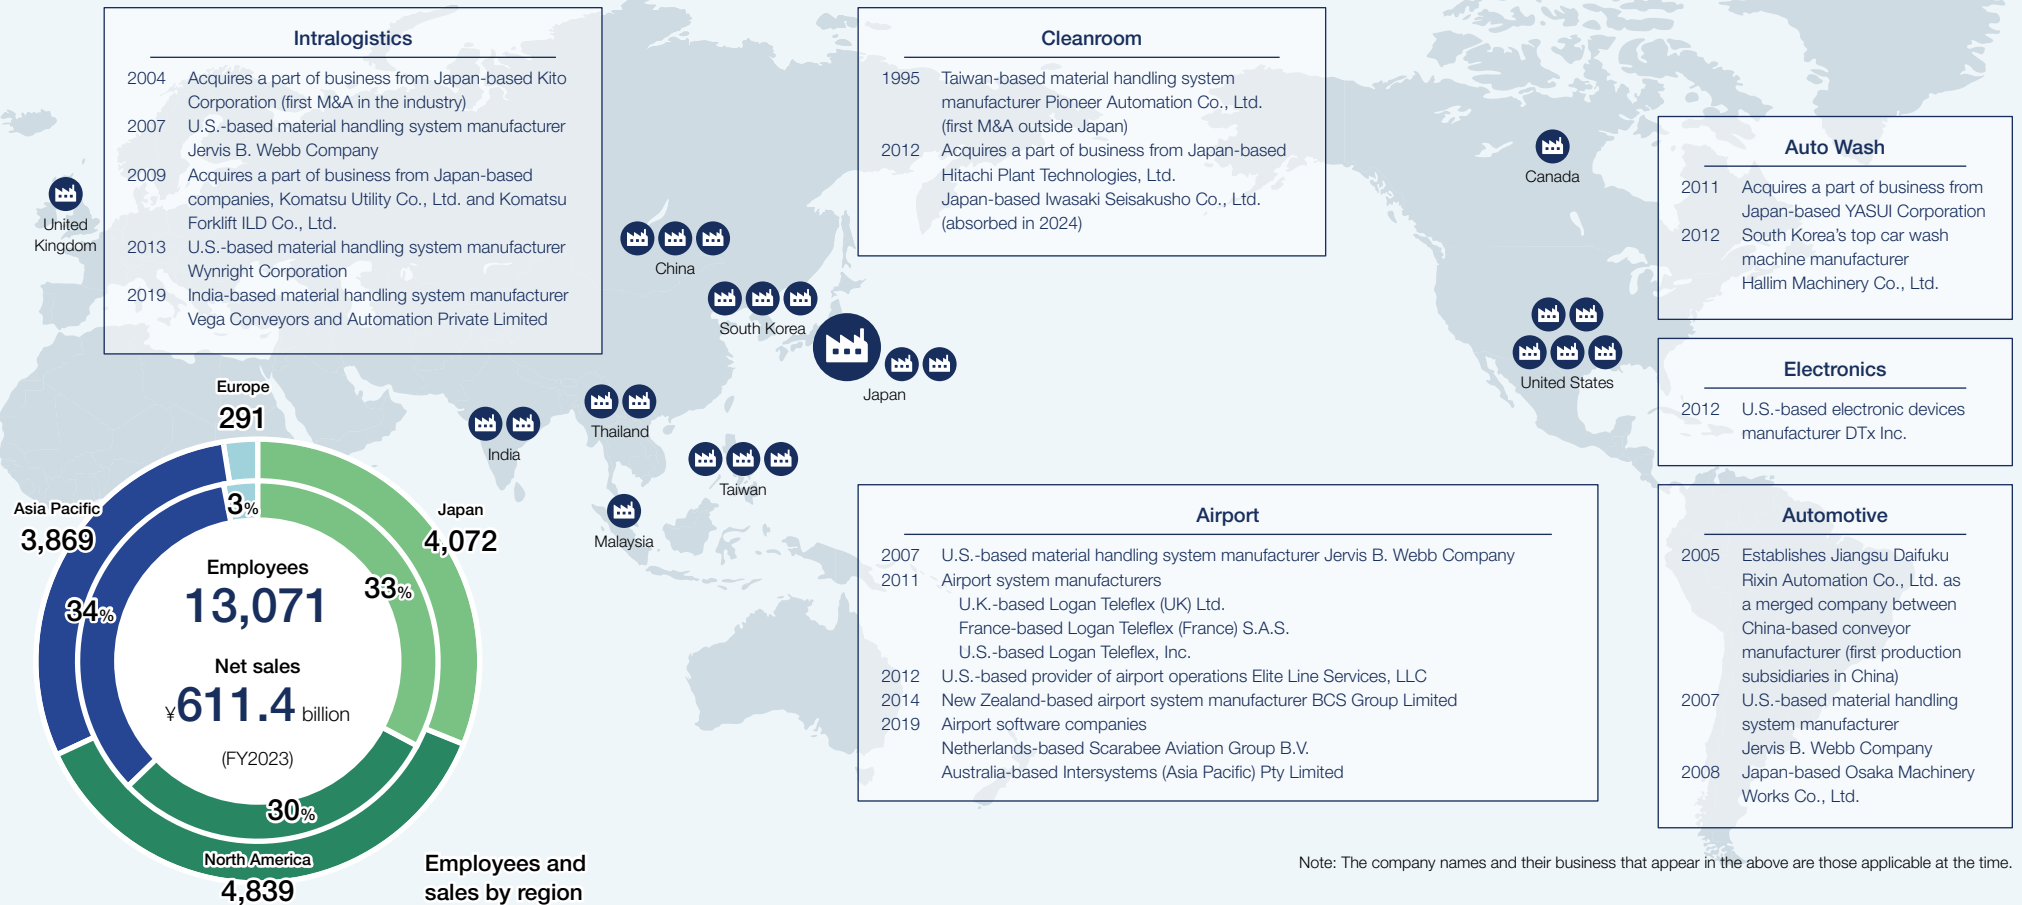 Intralogistics
2004 Acquires a part of business from Japan-based Kito
Corporation (first M&A in the industry)
2007 U.S.-based material handling system manufacturer
Jervis B. Webb Company
2009 Acquires a part of business from Japan-based
companies, Komatsu Utility Co., Ltd. and Komatsu
Forklift ILD Co., Ltd.
2013 U.S.-based material handling system manufacturer
Wynright Corporation
2019 India-based material handling system manufacturer
Vega Conveyors and Automation Private Limited
Cleanroom
1995 Taiwan-based material handling system
manufacturer Pioneer Automation Co., Ltd.
(first M&A outside Japan)
2012 Acquires a part of business from Japan-based
Hitachi Plant Technologies, Ltd.
Japan-based Iwasaki Seisakusho Co., Ltd.
(absorbed in 2024)
Auto Wash
2011 Acquires a part of business from
Japan-based YASUI Corporation
2012 South Korea's top car wash
machine manufacturer
Hallim Machinery Co., Ltd.
Electronics
2012 U.S.-based electronic devices
manufacturer DTx Inc.
Airport
2007 U.S.-based material handling system manufacturer Jervis B. Webb Company
2011 Airport system manufacturers
U.K.-based Logan Teleflex (UK) Ltd.
France-based Logan Teleflex (France) S.A.S.
U.S.-based Logan Teleflex, Inc.
2012 U.S.-based provider of airport operations Elite Line Services, LLC
2014 New Zealand-based airport system manufacturer BCS Group Limited
2019 Airport software companies
Netherlands-based Scarabee Aviation Group B.V.
Australia-based Intersystems (Asia Pacific) Pty Limited
Automotive
2005 Establishes Jiangsu Daifuku
Rixin Automation Co., Ltd. as
a merged company between
China-based conveyor
manufacturer (first production
subsidiaries in China)
2007 U.S.-based material handling
system manufacturer
Jervis B. Webb Company
2008 Japan-based Osaka Machinery
Works Co., Ltd.
United
Kingdom
China
South Korea
Japan
Thailand
India
Taiwan
Malaysia
Canada
United States
Europe
291
3%
Asia Pacific
3,869
34%
Japan
4,072
33%
Employees
13,071
Net sales
¥611.4 billion
(FY2023)
30%
North America
4,839
Employees and
sales by region
Note: The company names and their business that appear in the above are those applicable at the time.